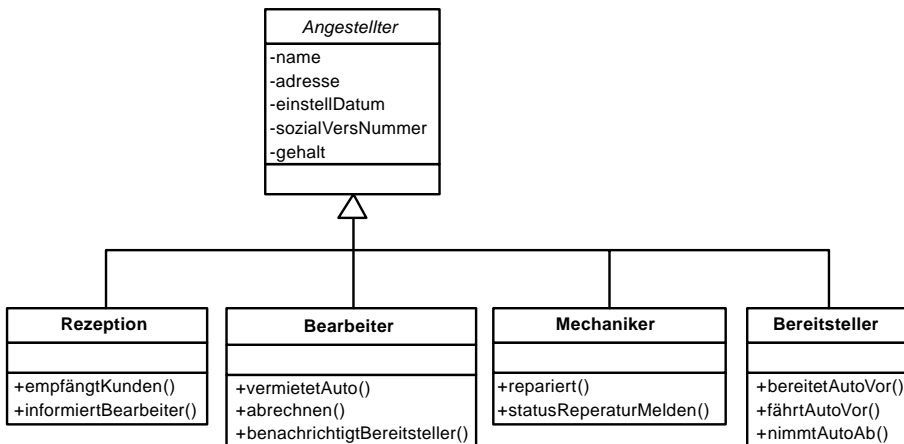 Angestellter
-name
-adresse
-einstellDatum
-sozialVersNummer
-gehalt
Rezeption
+empfängtKunden()
+informiertBearbeiter()
Bearbeiter
+vermietetAuto()
+abrechnen()
+benachrichtigtBereitsteller()
Mechaniker
+repariert()
+statusReperaturMelden()
Bereitsteller
+bereitetAutoVor()
+fährtAutoVor()
+nimmtAutoAb()